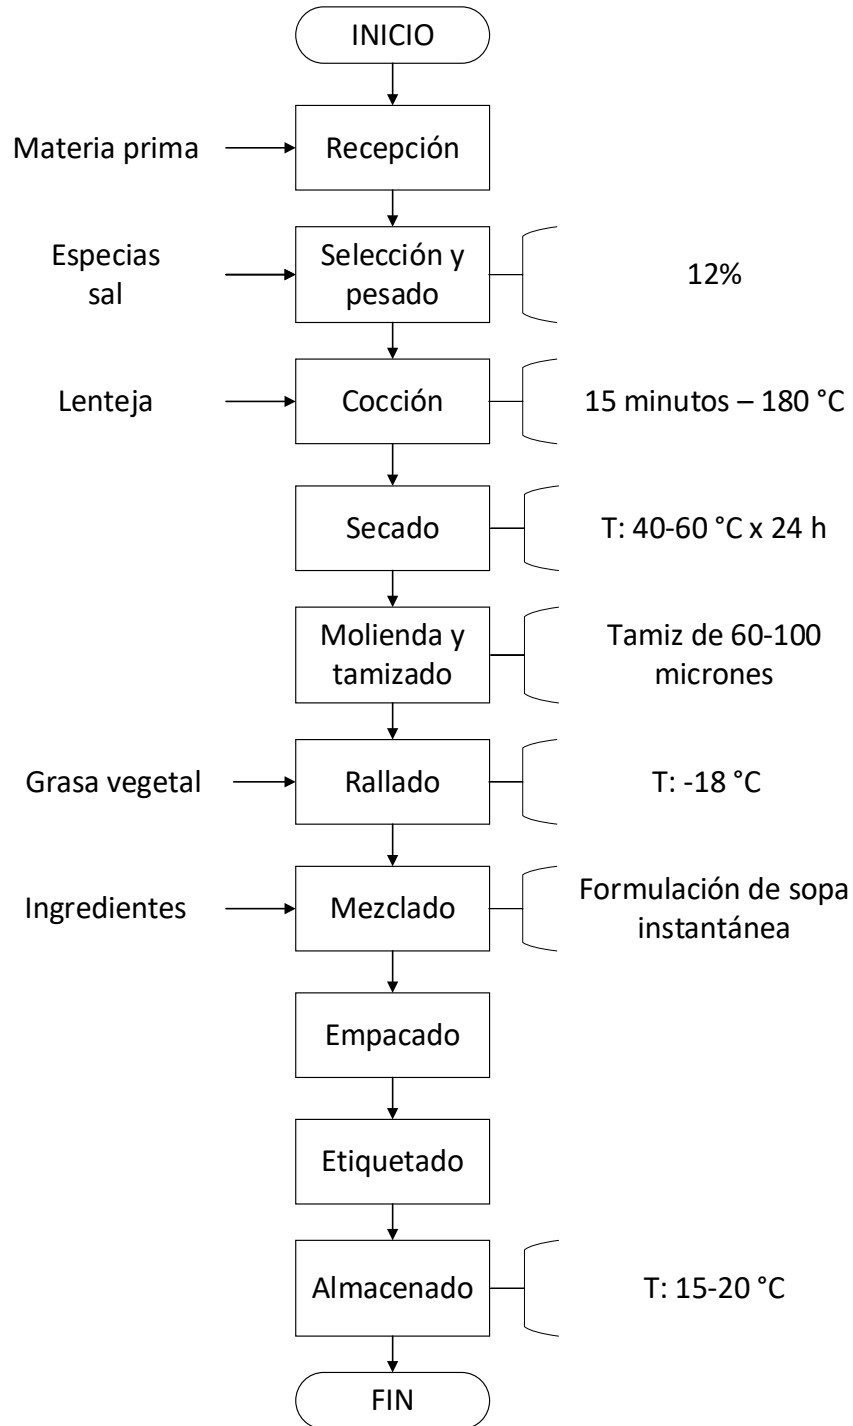 INICIO
Materia prima
Recepción
Especias
sal
Selección y
pesado
12%
Lenteja
Cocción
15 minutos – 180 °C
Secado
T: 40-60 °C x 24 h
Molienda y
tamizado
Tamiz de 60-100
micrones
Grasa vegetal
Rallado
T: -18 °C
Ingredientes
Mezclado
Formulación de sopa
instantánea
Empacado
Etiquetado
Almacenado
T: 15-20 °C
FIN